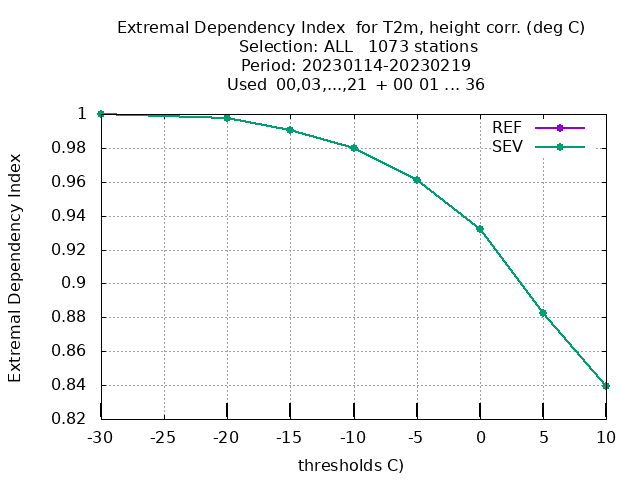 Extremal Dependency Index  for T2m, height corr. (deg C)
Selection: ALL   1073 stations
Period: 20230114-20230219
Used  00,03,...,21  + 00 01 ... 36
REF
SEV
Extremal Dependency Index
1
0.98
0.96
0.94
0.92
0.9
0.88
0.86
0.84
0.82
-30 -25 -20 -15 -10 -5 0 5 10
thresholds C)